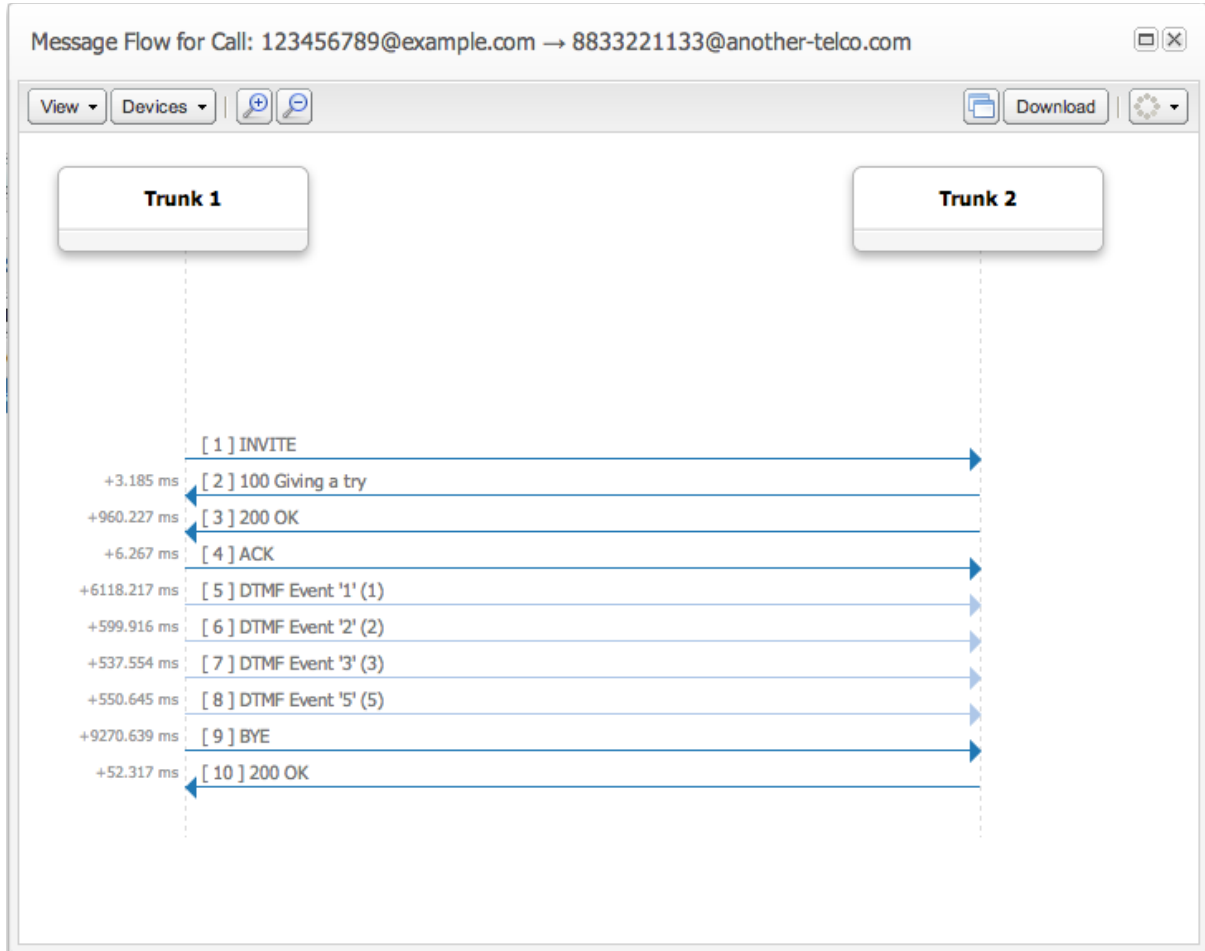 Message Flow for Call: 123456789@example.com → 8833221133@another-telco.com
View Devices Download
Trunk 1 Trunk 2
[ 1 ] INVITE
+3.185 ms [ 2 ] 100 Giving a try
+960.227 ms [ 3 ] 200 OK
+6.267 ms [ 4 ] ACK
+6118.217 ms [ 5 ] DTMF Event '1' (1)
+599.916 ms [ 6 ] DTMF Event '2' (2)
+537.554 ms [ 7 ] DTMF Event '3' (3)
+550.645 ms [ 8 ] DTMF Event '5' (5)
+9270.639 ms [ 9 ] BYE
+52.317 ms [ 10 ] 200 OK